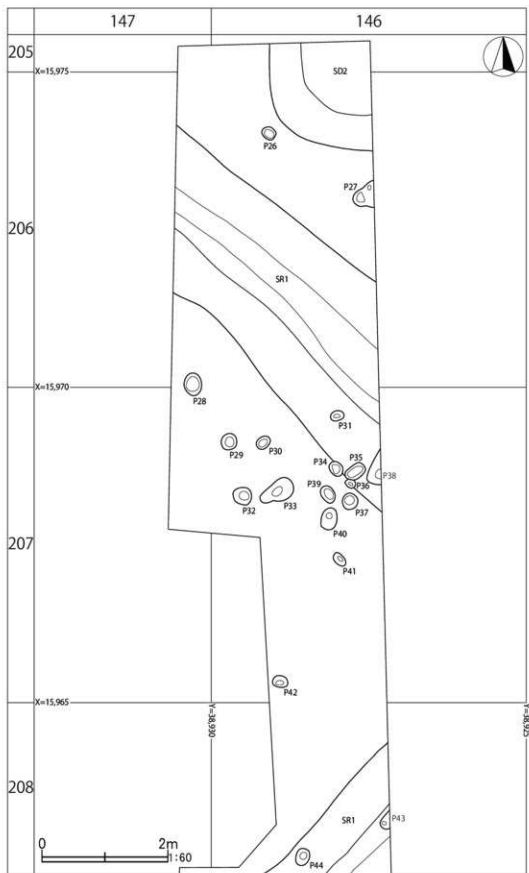 147
146
205
X=15,975
SD2
P26
P27
206
SR1
X=15,970
P28
P31
P29
P30
P34
P35
P38
P36
P39
P32
P33
P37
P40
207
P41
P42
X=15,965
Y=38,930
Y=38,925
208
SR1
P43
0
2m
1:60
P44